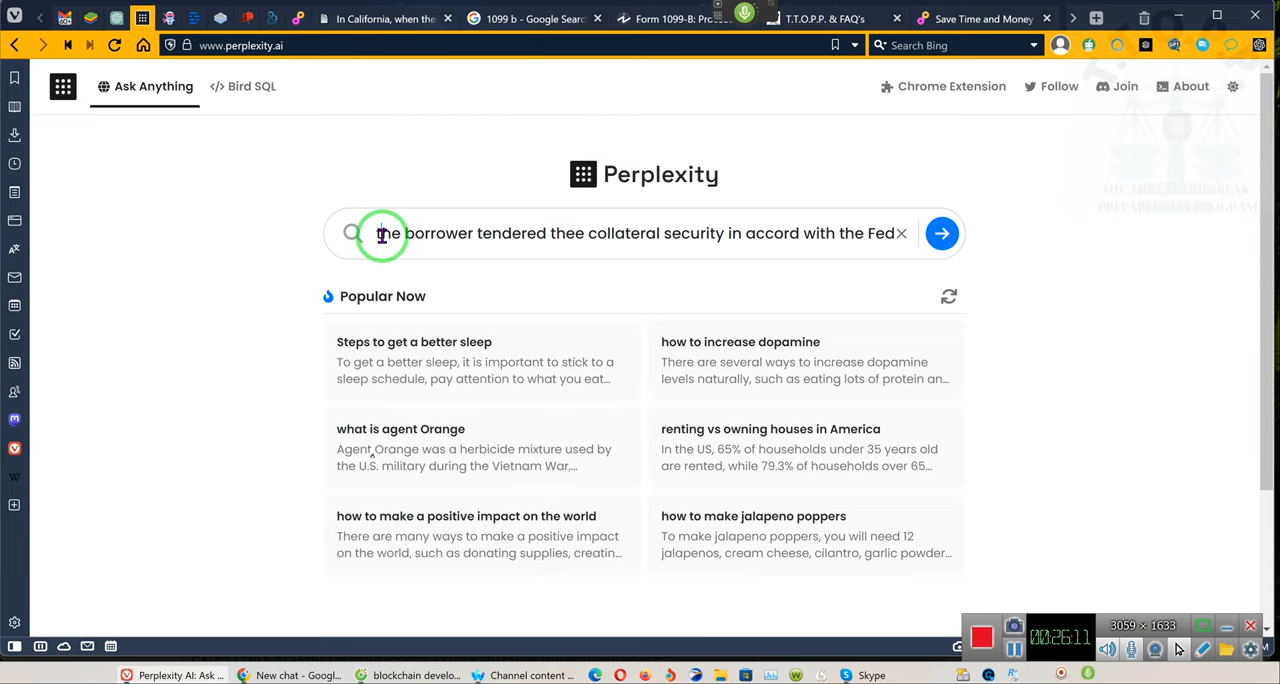 In California, when the
1099 b - Google Sear
Form 1099-B: Pro
T.T.O.P.P & FAQ's
Save Time and Money
www.perplexity.ai
Search Bing
Ask Anything
</> Bird SQL
Chrome Extension
Follow
Join
About
THE TORENT OUTBREAK
PREPAREDNESS PROGRAM
Perplexity
the borrower tendered thee collateral security in accord with the Fed
Popular Now
Steps to get a better sleep
To get a better sleep, it is important to stick to a
sleep schedule, pay attention to what you eat...
how to increase dopamine
There are several ways to increase dopamine
levels naturally, such as eating lots of protein an...
what is agent Orange
Agent Orange was a herbicide mixture used by
the U.S. military during the Vietnam War,...
renting vs owning houses in America
In the US, 65% of households under 35 years old
are rented, while 79.3% of households over 65...
how to make a positive impact on the world
There are many ways to make a positive impact
on the world, such as donating supplies, creatin...
how to make jalapeno poppers
To make jalapeno poppers, you will need 12
jalapenos, cream cheese, cilantro, garlic powder...
3059 × 1633
00:26:11
Perplexity AI: Ask ...
New chat - Googl...
blockchain develo...
Channel content ...
Skype